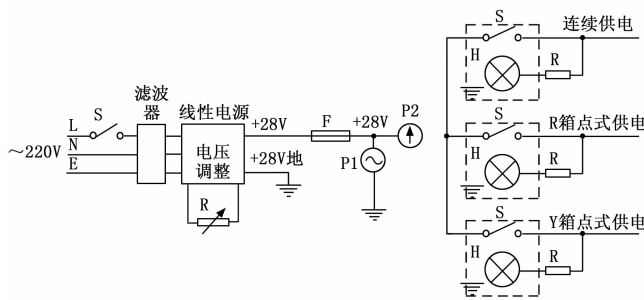 ～220V
L
N
E
S
滤波
器
线性电源
电压
调整
R
+28V
+28V地
F
+28V
P1
P2
S
H
R
连续供电
S
H
R
R箱点式供电
S
H
R
Y箱点式供电